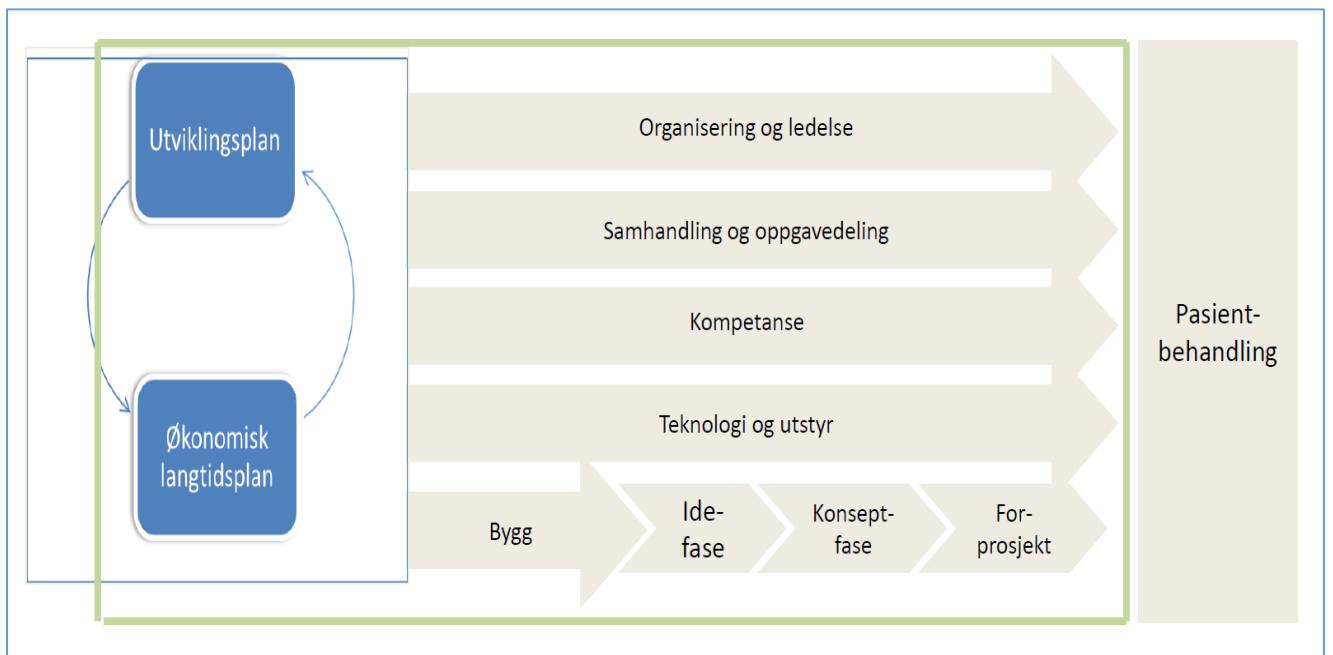 Utviklingsplan
Økonomisk
langtidsplan
Organisering og ledelse
Samhandling og oppgavedeling
Kompetanse
Teknologi og utstyr
Bygg
Ide-
fase
Konsept-
fase
For-
prosjekt
Pasient-
behandling